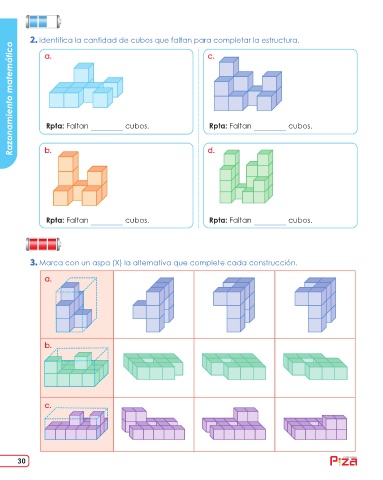 Razonamiento matemático
2. Identifica la cantidad de cubos que faltan para completar la estructura.
a.
c.
Rpta: Faltan ________ cubos.
Rpta: Faltan ________ cubos.
b.
d.
Rpta: Faltan ________ cubos.
Rpta: Faltan ________ cubos.
3. Marca con un aspa (X) la alternativa que complete cada construcción.
a.
b.
c.
30